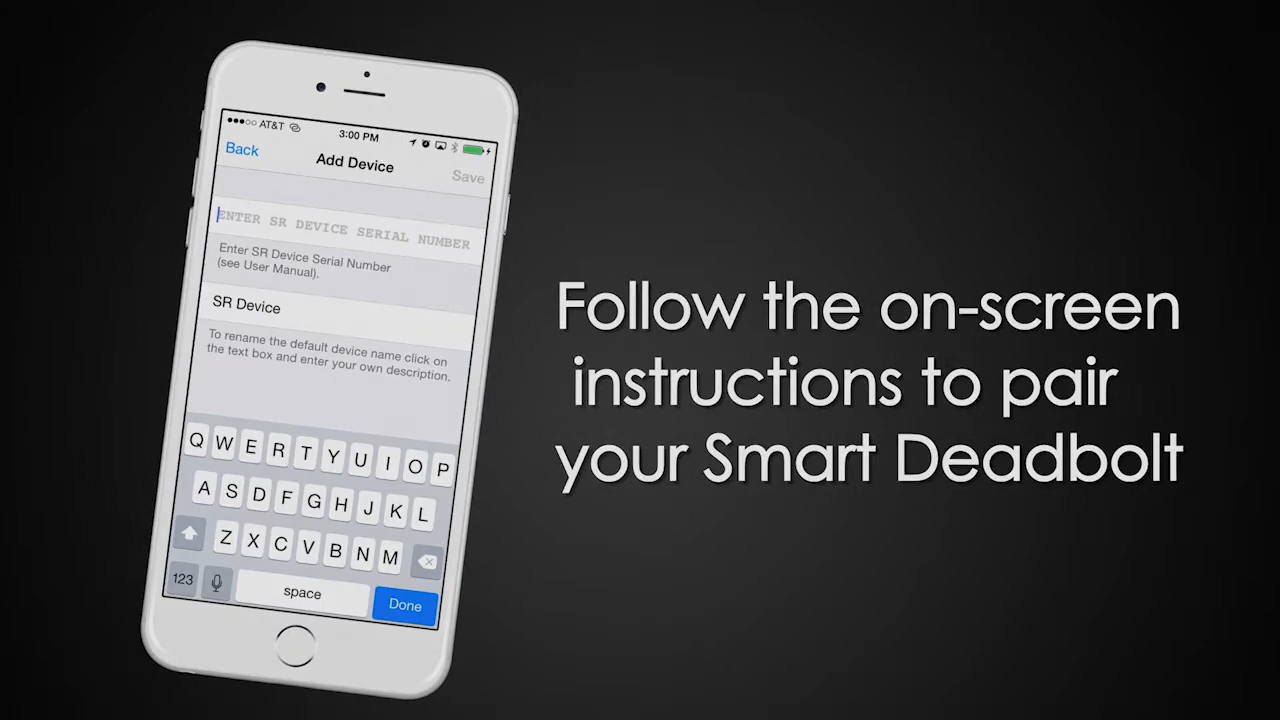 AT&T 3:00 PM
Back Add Device Save
ENTER SR DEVICE SERIAL NUMBER
Enter SR Device Serial Number
(see User Manual).
SR Device
To rename the default device name click on
the text box and enter your own description.
Q W E R T Y U I O P
A S D F G H J K L
Z X C V B N M
123 space Done
Follow the on-screen
instructions to pair
your Smart Deadbolt